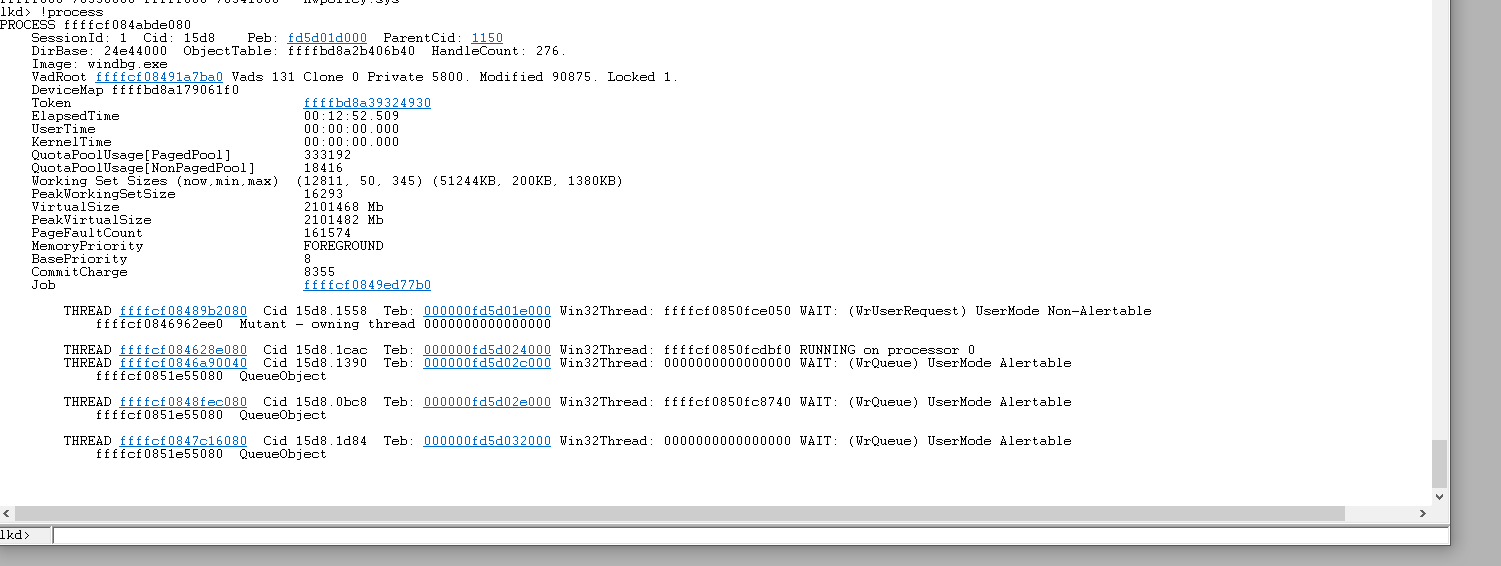 lkd> !process
PROCESS ffffcf084abde080
SessionId: 1 Cid: 15d8 Peb: fd5d01d000 ParentCid: 1150
DirBase: 24e44000 ObjectTable: ffffbd8a2b406b40 HandleCount: 276.
Image: windbg.exe
VadRoot ffffcf08491a7ba0 Vads 131 Clone 0 Private 5800. Modified 90875. Locked 1.
DeviceMap ffffbd8a179061f0
Token ffffbd8a39324930
ElapsedTime 00:12:52.509
UserTime 00:00:00.000
KernelTime 00:00:00.000
QuotaPoolUsage[PagedPool] 333192
QuotaPoolUsage[NonPagedPool] 18416
Working Set Sizes (now,min,max) (12811, 50, 345) (51244KB, 200KB, 1380KB)
PeakWorkingSetSize 16293
VirtualSize 2101468 Mb
PeakVirtualSize 2101482 Mb
PageFaultCount 161574
MemoryPriority FOREGROUND
BasePriority 8
CommitCharge 8355
Job ffffcf0849ed77b0
THREAD ffffcf08489b2080 Cid 15d8.1558 Teb: 000000fd5d01e000 Win32Thread: ffffcf0850fce050 WAIT: (WrUserRequest) UserMode Non-Alertable
ffffcf0846962ee0 Mutant - owning thread 0000000000000000
THREAD ffffcf084628e080 Cid 15d8.1cac Teb: 000000fd5d024000 Win32Thread: ffffcf0850fcdbf0 RUNNING on processor 0
THREAD ffffcf0846a90040 Cid 15d8.1390 Teb: 000000fd5d02c000 Win32Thread: 0000000000000000 WAIT: (WrQueue) UserMode Alertable
ffffcf0851e55080 QueueObject
THREAD ffffcf0848fec080 Cid 15d8.0bc8 Teb: 000000fd5d02e000 Win32Thread: ffffcf0850fc8740 WAIT: (WrQueue) UserMode Alertable
ffffcf0851e55080 QueueObject
THREAD ffffcf0847c16080 Cid 15d8.1d84 Teb: 000000fd5d032000 Win32Thread: 0000000000000000 WAIT: (WrQueue) UserMode Alertable
ffffcf0851e55080 QueueObject
lkd>